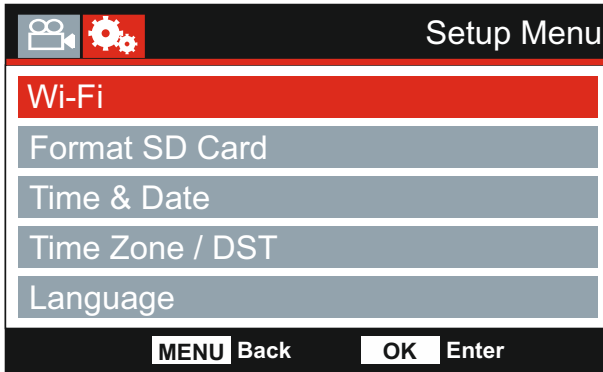 Setup Menu
Wi-Fi
Format SD Card
Time & Date
Time Zone / DST
Language
MENU Back OK Enter